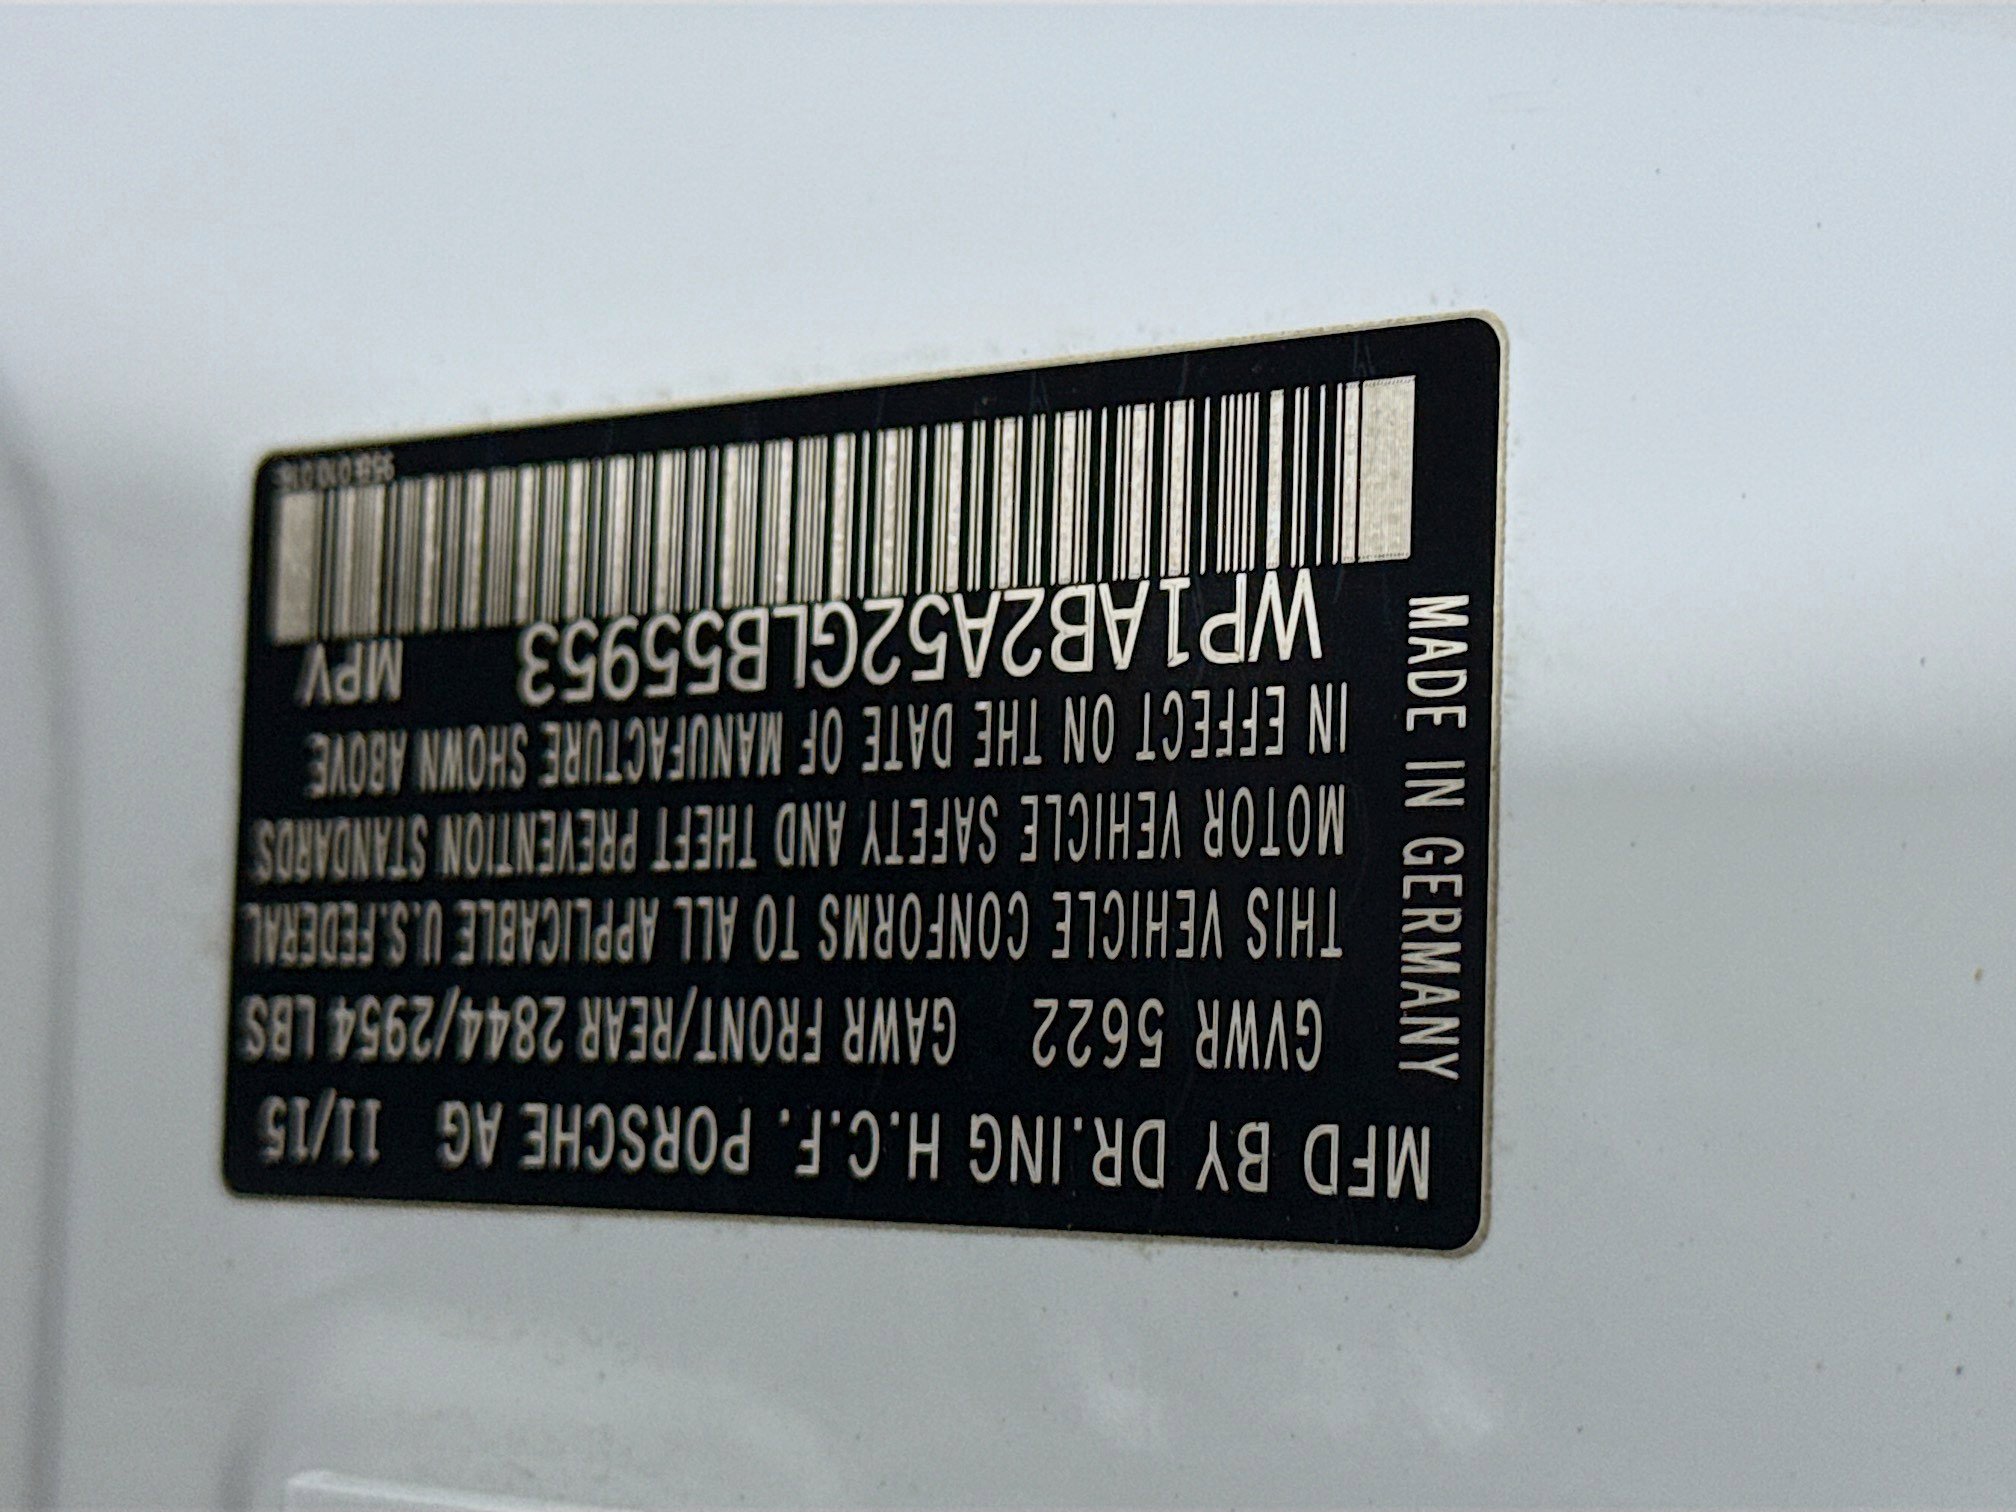 MFD BY DR.ING H.C.F. PORSCHE AG 11/15
GVWR 5622 GAWR FRONT/REAR 2844/2954 LBS
THIS VEHICLE CONFORMS TO ALL APPLICABLE U.S.FEDERAL
MOTOR VEHICLE SAFETY AND THEFT PREVENTION STANDARDS
IN EFFECT ON THE DATE OF MANUFACTURE SHOWN ABOVE
WP1AB2A52GLB55953 MPV
MADE IN GERMANY